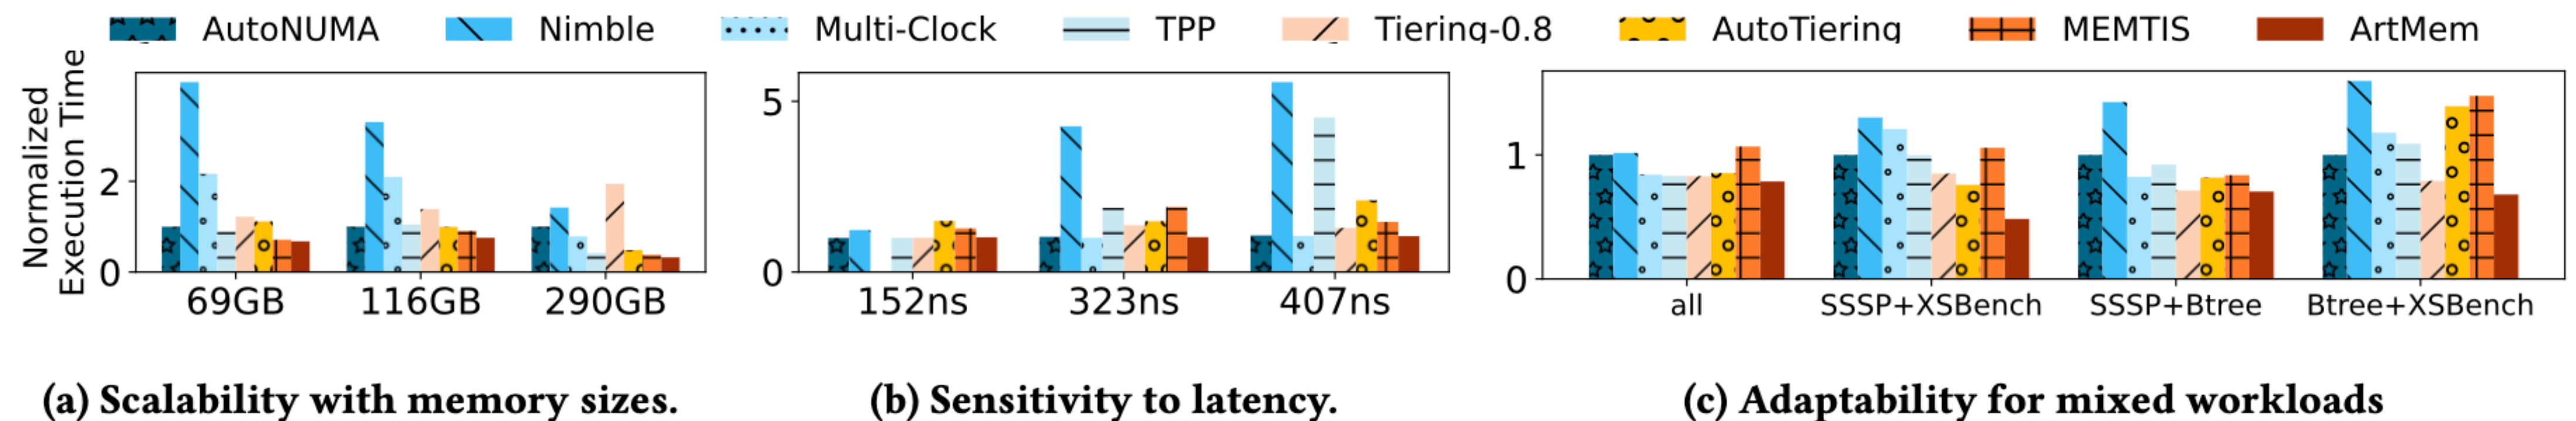 AutoNUMA Nimble Multi-Clock TPP Tiering-0.8 AutoTiering MEMTIS ArtMem
Normalized
Execution Time
2
0
69GB 116GB 290GB
(a) Scalability with memory sizes.
5
0
152ns 323ns 407ns
(b) Sensitivity to latency.
1
0
all SSSP+XSBench SSSP+Btree Btree+XSBench
(c) Adaptability for mixed workloads